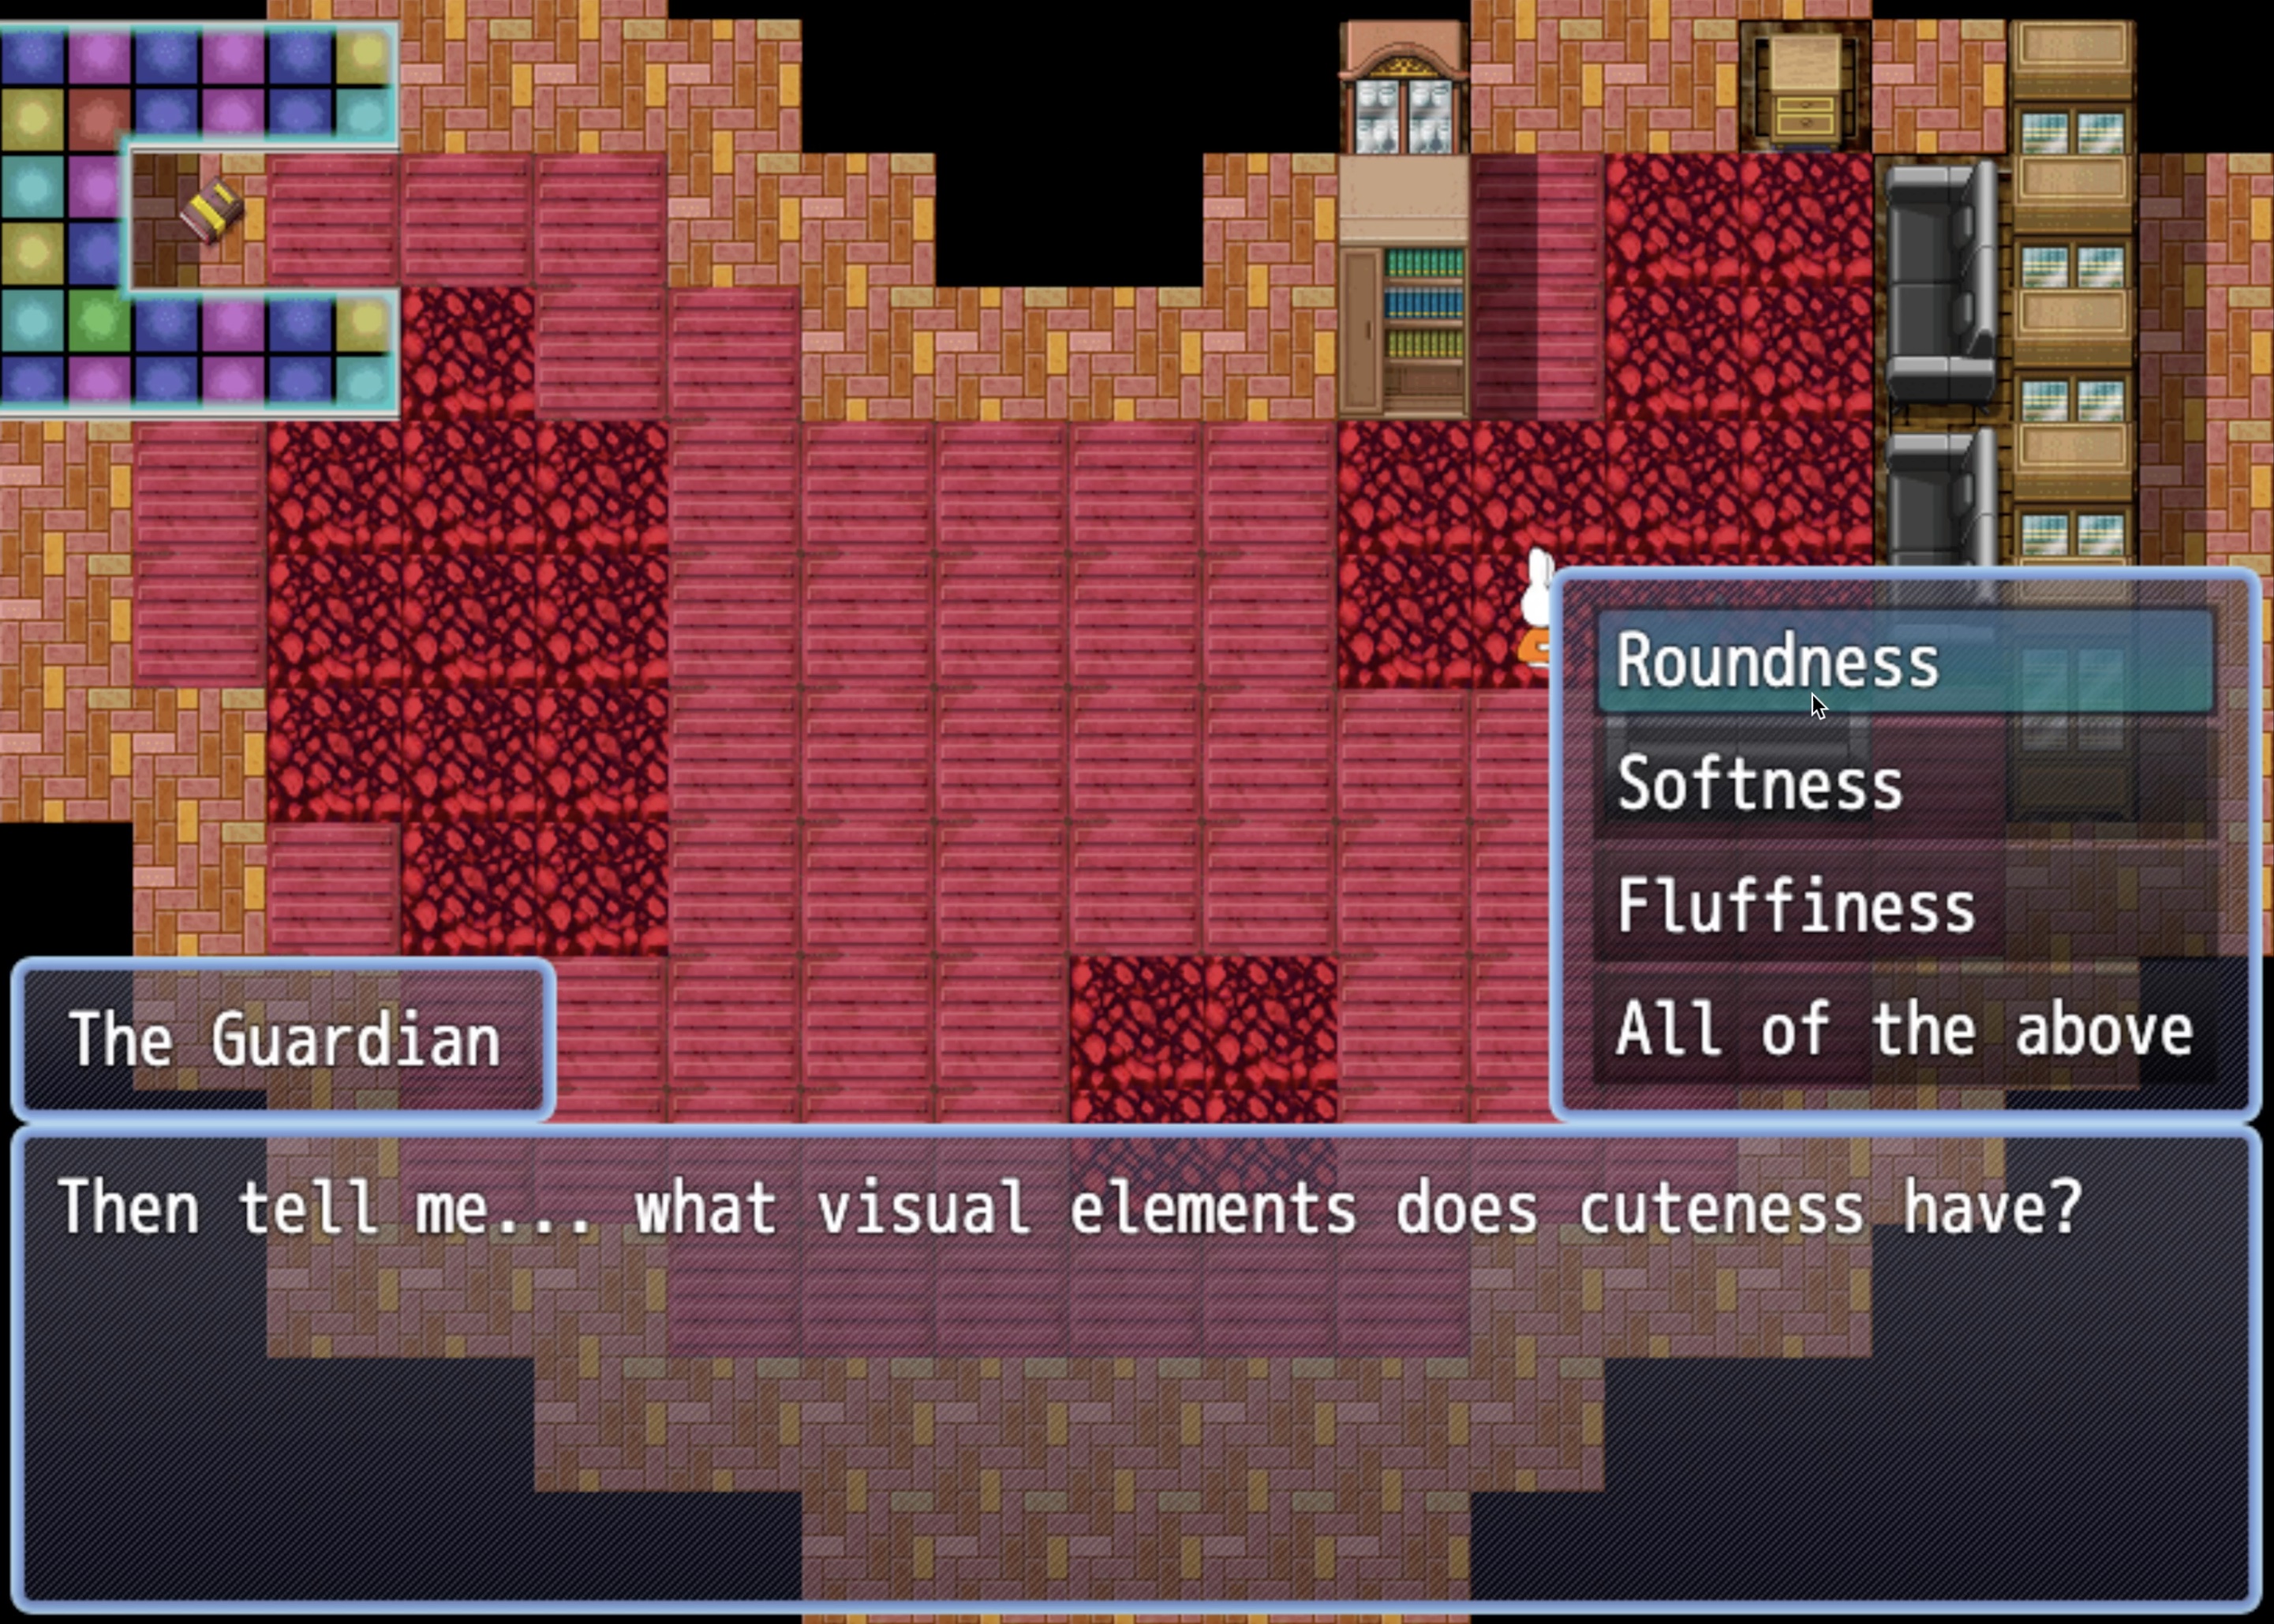 Roundness
Softness
Fluffiness
All of the above
The Guardian
Then tell me... what visual elements does cuteness have?